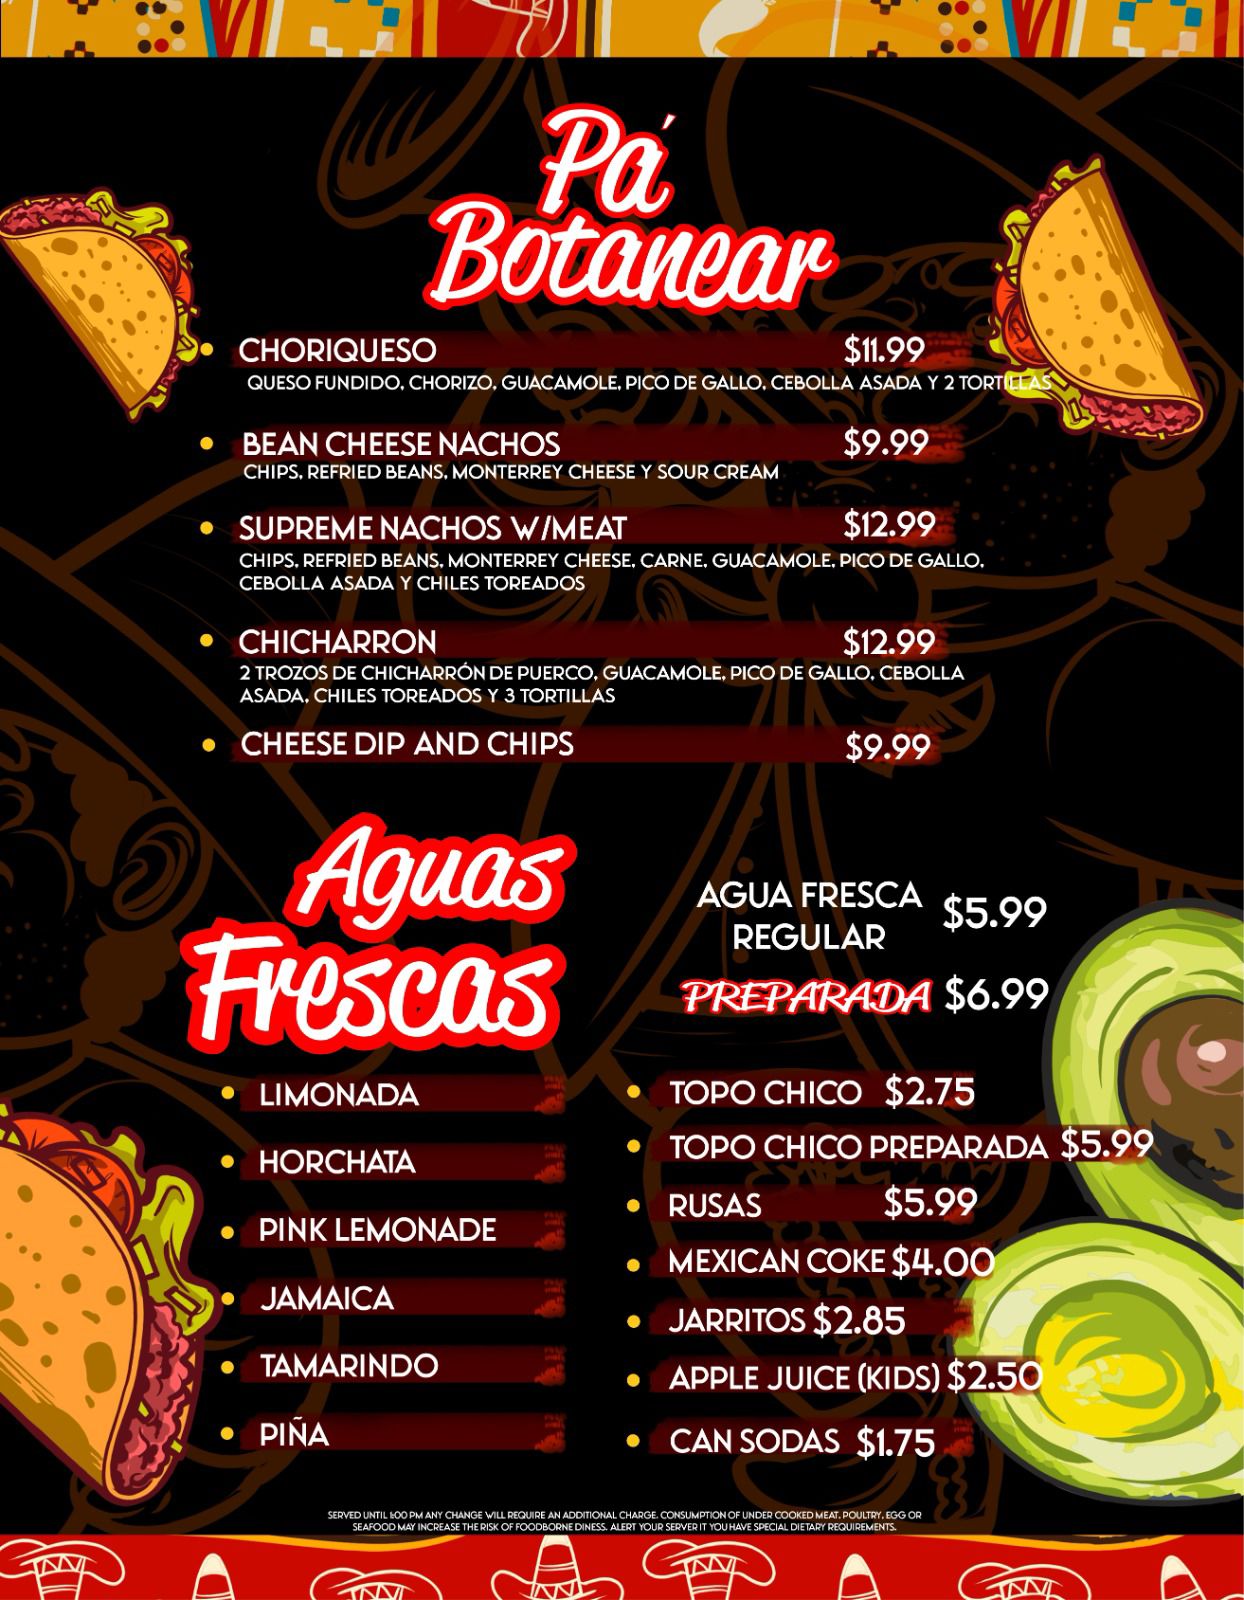 Pa'
Botanear
CHORIQUESO $11.99
QUESO FUNDIDO, CHORIZO, GUACAMOLE, PICO DE GALLO, CEBOLLA ASADA Y 2 TORTILLAS
BEAN CHEESE NACHOS $9.99
CHIPS, REFRIED BEANS, MONTERREY CHEESE Y SOUR CREAM
SUPREME NACHOS W/MEAT $12.99
CHIPS, REFRIED BEANS, MONTERREY CHEESE, CARNE, GUACAMOLE, PICO DE GALLO,
CEBOLLA ASADA Y CHILES TOREADOS
CHICHARRON $12.99
2 TROZOS DE CHICHARRÓN DE PUERCO, GUACAMOLE, PICO DE GALLO, CEBOLLA
ASADA, CHILES TOREADOS Y 3 TORTILLAS
CHEESE DIP AND CHIPS $9.99
Aguas
Frescas
AGUA FRESCA
REGULAR $5.99
PREPARADA $6.99
LIMONADA
HORCHATA
PINK LEMONADE
JAMAICA
TAMARINDO
PIÑA
TOPO CHICO $2.75
TOPO CHICO PREPARADA $5.99
RUSAS $5.99
MEXICAN COKE $4.00
JARRITOS $2.85
APPLE JUICE (KIDS) $2.50
CAN SODAS $1.75
SERVED UNTIL 1:00 PM ANY CHANGE WILL REQUIRE AN ADDITIONAL CHARGE. CONSUMPTION OF UNDER COOKED MEAT, POULTRY, EGG OR
SEAFOOD MAY INCREASE THE RISK OF FOODBORNE DINESS. ALERT YOUR SERVER IT YOU HAVE SPECIAL DIETARY REQUIREMENTS.